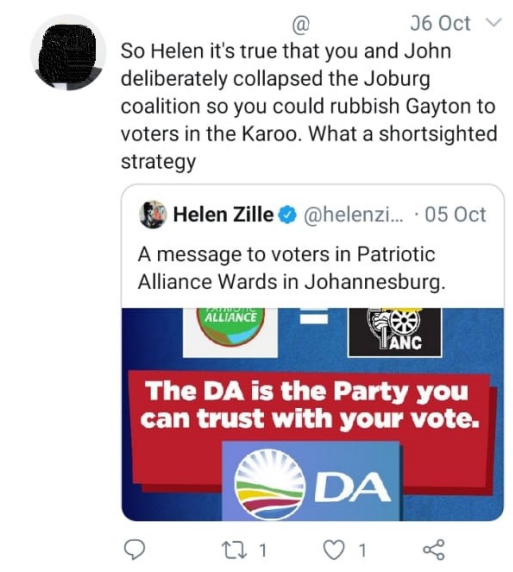 @ 06 Oct
So Helen it's true that you and John
deliberately collapsed the Joburg
coalition so you could rubbish Gayton to
voters in the Karoo. What a shortsighted
strategy
Helen Zille @helenzi... · 05 Oct
A message to voters in Patriotic
Alliance Wards in Johannesburg.
ALLIANCE
=
ANC
The DA is the Party you
can trust with your vote.
DA
1 1